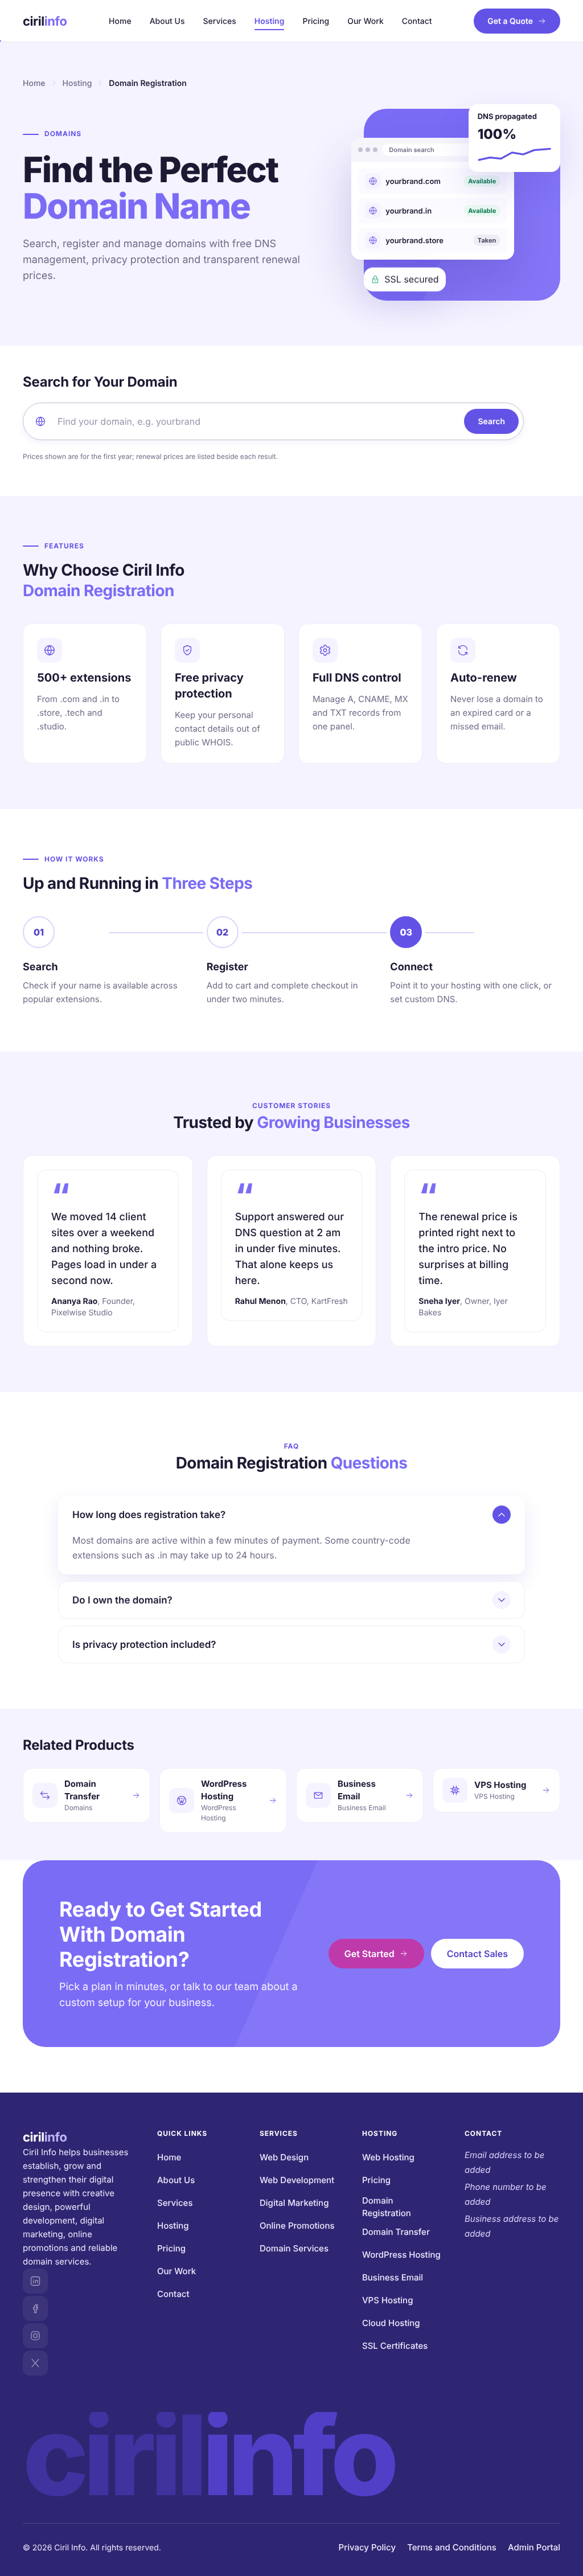 cirilinfo
Home About Us Services Hosting Pricing Our Work Contact
Get a Quote
Home Hosting Domain Registration
DOMAINS
Find the Perfect
Domain Name
Search, register and manage domains with free DNS
management, privacy protection and transparent renewal
prices.
DNS propagated
100%
Domain search
yourbrand.com Available
yourbrand.in Available
yourbrand.store Taken
SSL secured
Search for Your Domain
Find your domain, e.g. yourbrand
Search
Prices shown are for the first year; renewal prices are listed beside each result.
FEATURES
Why Choose Ciril Info
Domain Registration
500+ extensions
From .com and .in to
.store, .tech and
.studio.
Free privacy
protection
Keep your personal
contact details out of
public WHOIS.
Full DNS control
Manage A, CNAME, MX
and TXT records from
one panel.
Auto-renew
Never lose a domain to
an expired card or a
missed email.
HOW IT WORKS
Up and Running in Three Steps
01
Search
Check if your name is available across
popular extensions.
02
Register
Add to cart and complete checkout in
under two minutes.
03
Connect
Point it to your hosting with one click, or
set custom DNS.
CUSTOMER STORIES
Trusted by Growing Businesses
“
We moved 14 client
sites over a weekend
and nothing broke.
Pages load in under a
second now.
Ananya Rao, Founder,
Pixelwise Studio
“
Support answered our
DNS question at 2 am
in under five minutes.
That alone keeps us
here.
Rahul Menon, CTO, KartFresh
“
The renewal price is
printed right next to
the intro price. No
surprises at billing
time.
Sneha Iyer, Owner, Iyer
Bakes
FAQ
Domain Registration Questions
How long does registration take?
Most domains are active within a few minutes of payment. Some country-code
extensions such as .in may take up to 24 hours.
Do I own the domain?
Is privacy protection included?
Related Products
Domain
Transfer
Domains
WordPress
Hosting
WordPress
Hosting
Business
Email
Business Email
VPS Hosting
VPS Hosting
Ready to Get Started
With Domain
Registration?
Pick a plan in minutes, or talk to our team about a
custom setup for your business.
Get Started
Contact Sales
cirilinfo
Ciril Info helps businesses
establish, grow and
strengthen their digital
presence with creative
design, powerful
development, digital
marketing, online
promotions and reliable
domain services.
QUICK LINKS
Home
About Us
Services
Hosting
Pricing
Our Work
Contact
SERVICES
Web Design
Web Development
Digital Marketing
Online Promotions
Domain Services
HOSTING
Web Hosting
Pricing
Domain
Registration
Domain Transfer
WordPress Hosting
Business Email
VPS Hosting
Cloud Hosting
SSL Certificates
CONTACT
Email address to be
added
Phone number to be
added
Business address to be
added
cirilinfo
© 2026 Ciril Info. All rights reserved.
Privacy Policy Terms and Conditions Admin Portal